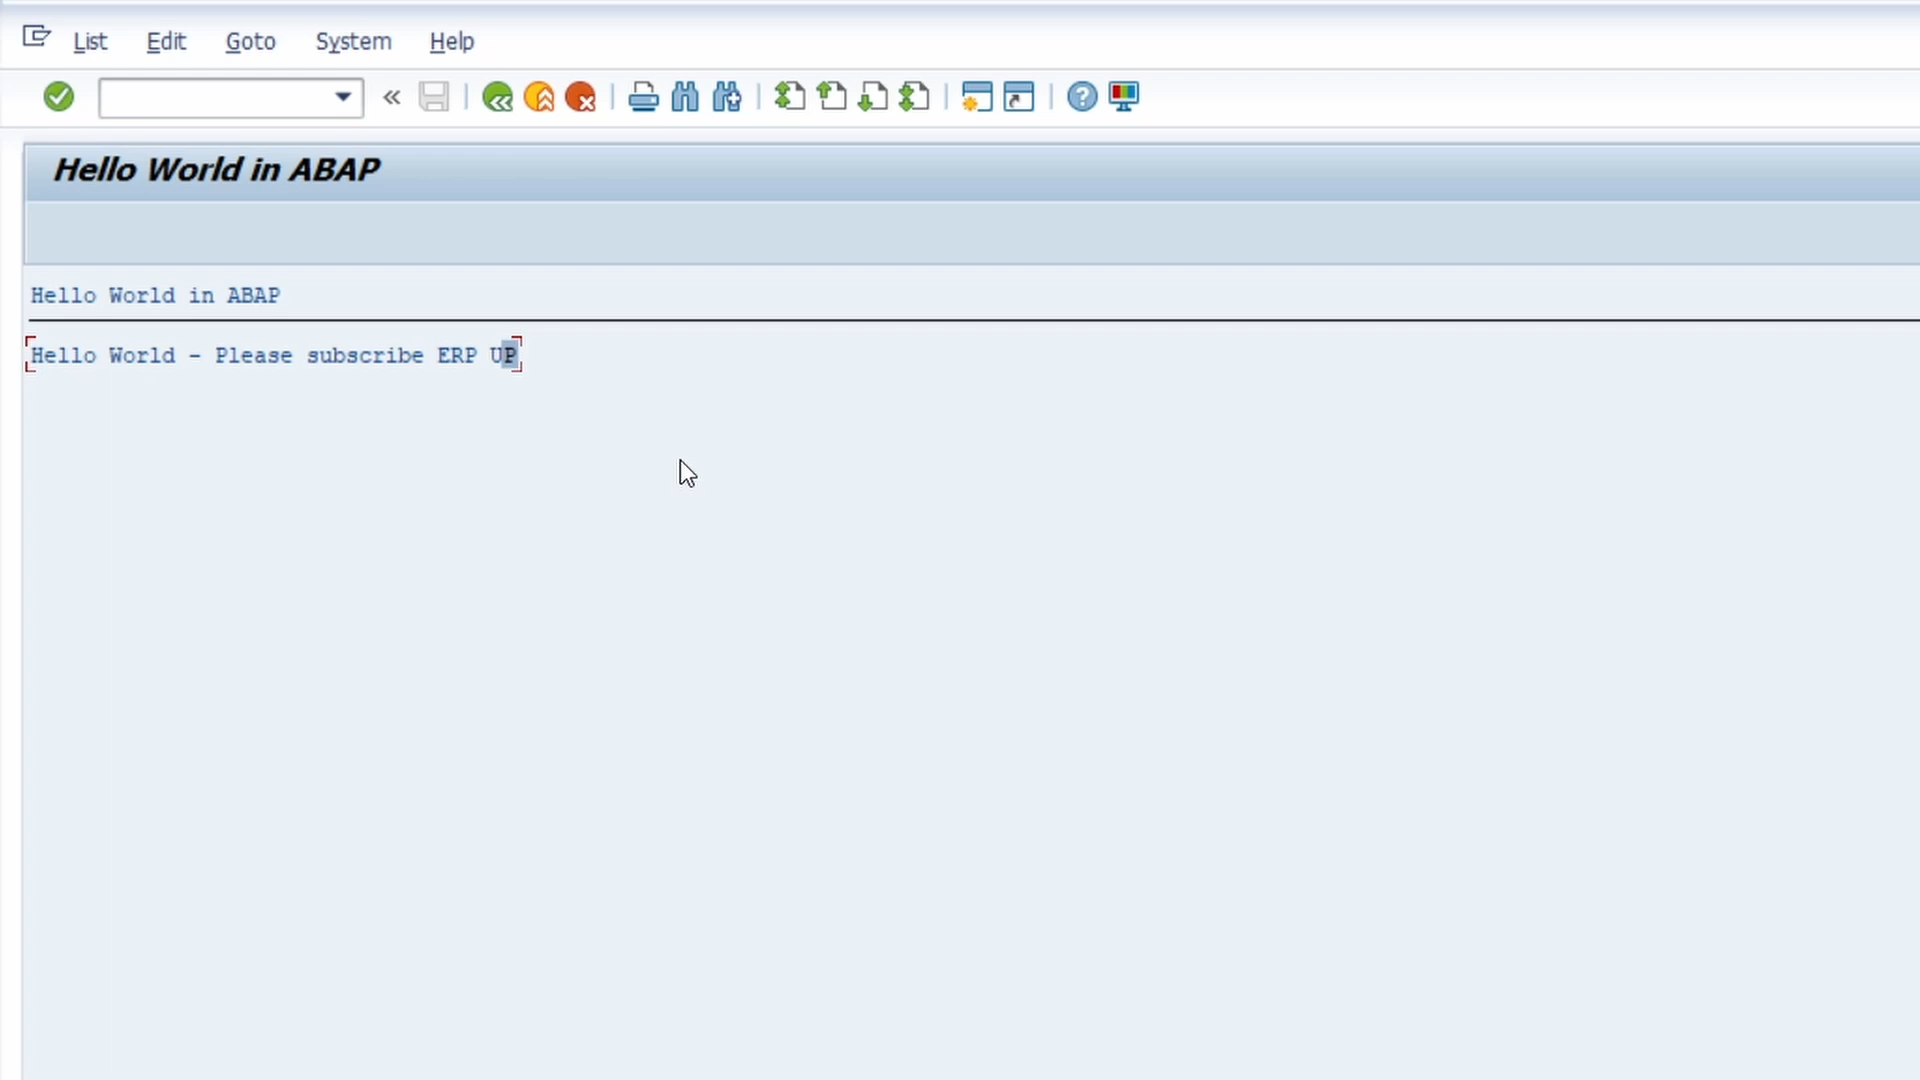 List Edit Goto System Help
Hello World in ABAP
Hello World in ABAP
Hello World - Please subscribe ERP UP